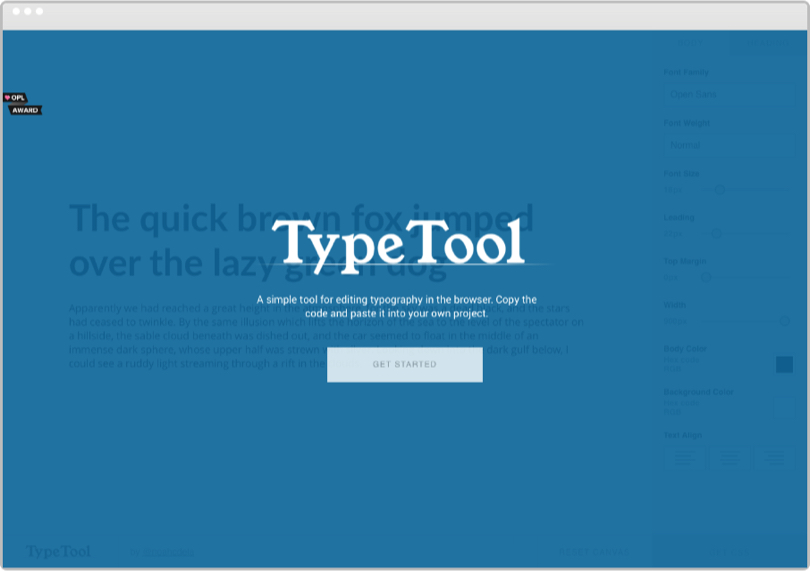 OPL
AWARD
Font Family
Open Sans
Font Weight
Normal
Font Size
Leading
Top Margin
Width
Body Color
Background Color
Text Align
The quick brown fox jumped
over the lazy green dog
TypeTool
A simple tool for editing typography in the browser. Copy the
code and paste it into your own project.
Apparently we had reached a great height in the and the stars
had ceased to twinkle. By the same illusion which lifts the horizon of the sea to the level of the spectator on
a hillside, the sable cloud beneath was dished out, and the car seemed to float in the middle of an
immense dark sphere, whose upper half was strewn dark gulf below, I
could see a ruddy light streaming through a rift in the
GET STARTED
TypeTool